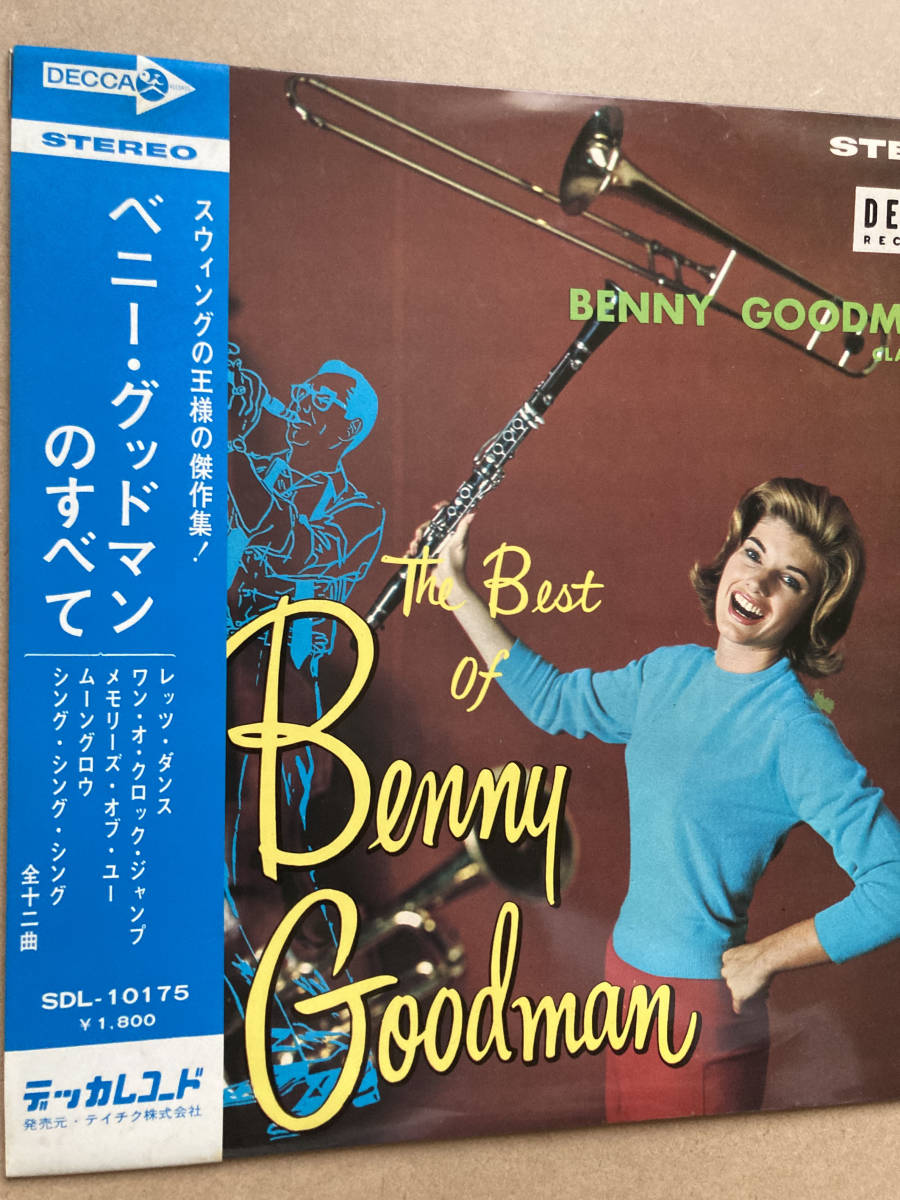 DECCA
RECORDS
STEREO
スウィングの王様の傑作集!
ベニー・グッドマン
のすべて
レッツ・ダンス
ワン・オ・クロック・ジャンプ
メモリーズ・オブ・ユー
ムーングロウ
シング・シング・シング
全十二曲
SDL-10175
¥1,800
デッカレコード
発売元・テイチク株式会社
STE
DE
REC
BENNY GOODM
CLA
The Best
of
Benny
Goodman